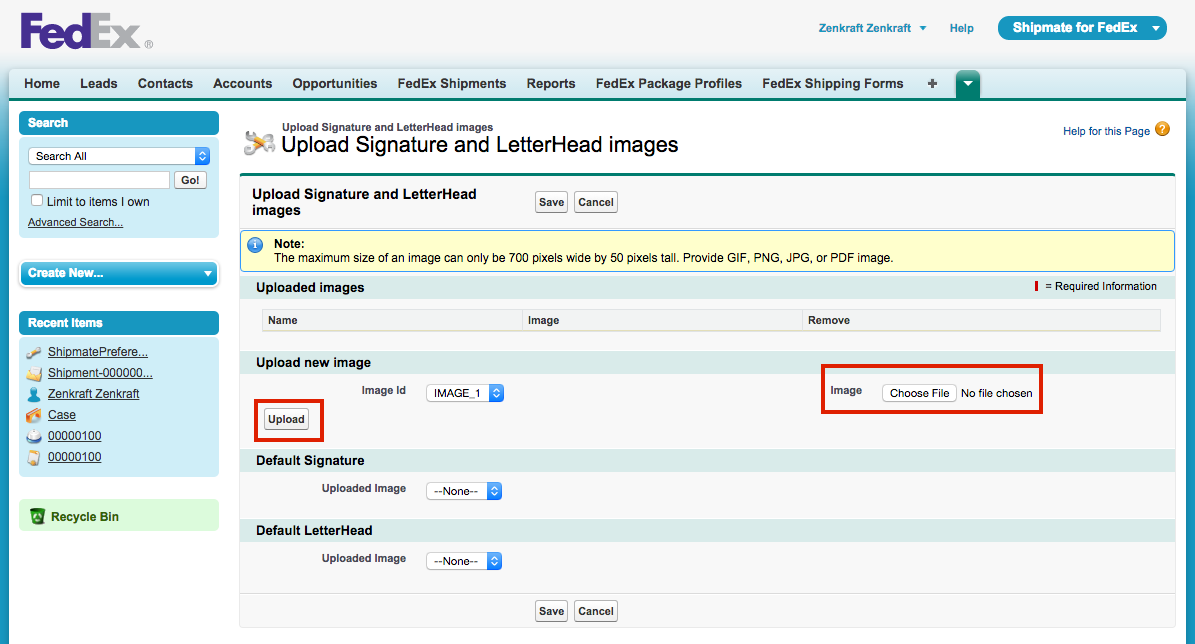 FedEx®
Zenkraft Zenkraft Help Shipmate for FedEx
Home Leads Contacts Accounts Opportunities FedEx Shipments Reports FedEx Package Profiles FedEx Shipping Forms +
Search
Search All
Go!
Limit to items I own
Advanced Search...
Create New...
Recent Items
ShipmatePrefere...
Shipment-000000...
Zenkraft Zenkraft
Case
00000100
00000100
Recycle Bin
Upload Signature and LetterHead images
Upload Signature and LetterHead images
Help for this Page ?
Upload Signature and LetterHead
images
Save Cancel
Note:
The maximum size of an image can only be 700 pixels wide by 50 pixels tall. Provide GIF, PNG, JPG, or PDF image.
Uploaded images
= Required Information
Name Image Remove
Upload new image
Image Id IMAGE_1
Image Choose File No file chosen
Upload
Default Signature
Uploaded Image --None--
Default LetterHead
Uploaded Image --None--
Save Cancel